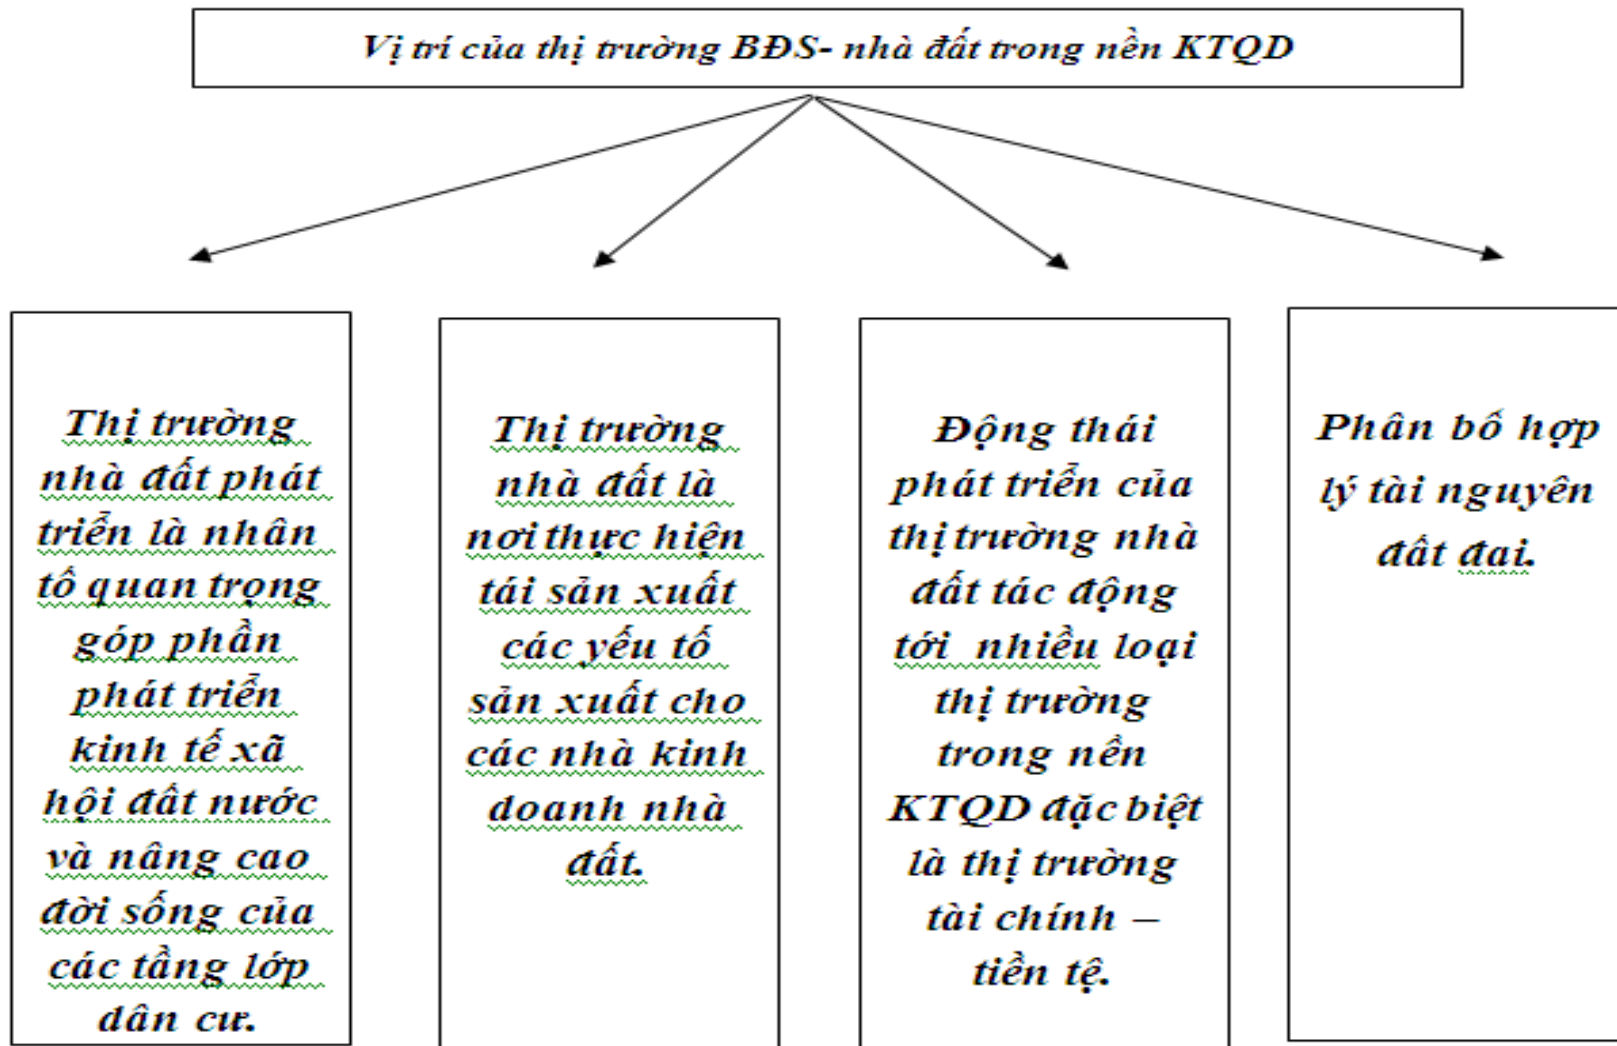 Vị trí của thị trường BĐS- nhà đất trong nền KTQD
Thị trường
nhà đất phát
triển là nhân
tố quan trọng
góp phần
phát triển
kinh tế xã
hội đất nước
và nâng cao
đời sống của
các tầng lớp
dân cư.
Thị trường
nhà đất là
nơi thực hiện
tái sản xuất
các yếu tố
sản xuất cho
các nhà kinh
doanh nhà
đất.
Động thái
phát triển của
thị trường nhà
đất tác động
tới nhiều loại
thị trường
trong nền
KTQD đặc biệt
là thị trường
tài chính –
tiền tệ.
Phân bố hợp
lý tài nguyên
đất đai.